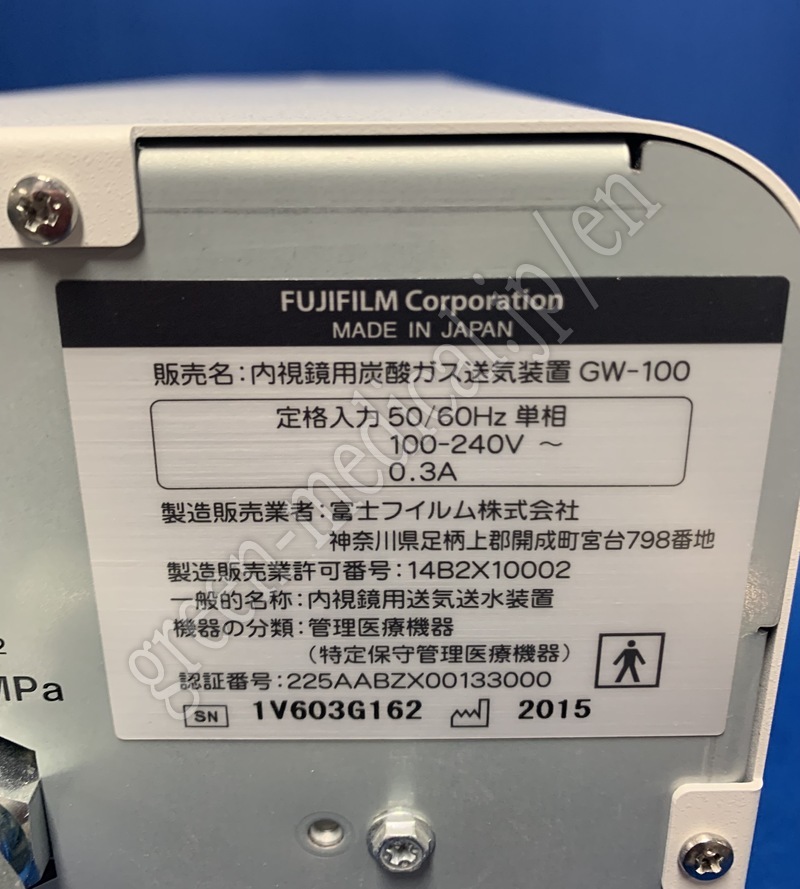 FUJIFILM Corporation
MADE IN JAPAN
販売名:内視鏡用炭酸ガス送気装置 GW-100
定格入力 50/60Hz 単相
100-240V ~
0.3A
製造販売業者:富士フイルム株式会社
神奈川県足柄上郡開成町宮台798番地
製造販売業許可番号:14B2X10002
一般的名称:内視鏡用送気送水装置
機器の分類:管理医療機器
(特定保守管理医療機器)
認証番号:225AABZX00133000
SN 1V603G162 2015
2
MPa
green-medical.jp/en